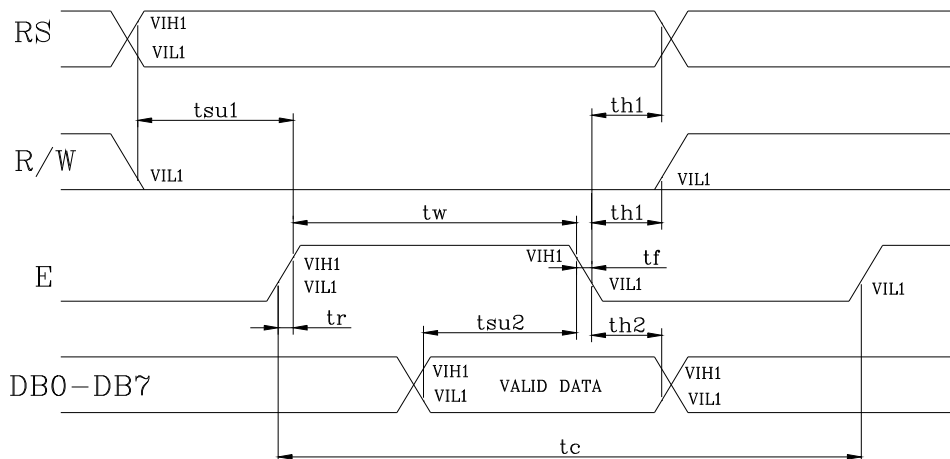 RS
VIH1
VIL1
tsu1
th1
R/W
VIL1
VIL1
tw
th1
E
VIH1
VIL1
VIH1
tf
VIL1
VIL1
tr
tsu2
th2
DB0-DB7
VIH1
VIL1
VALID DATA
VIH1
VIL1
tc